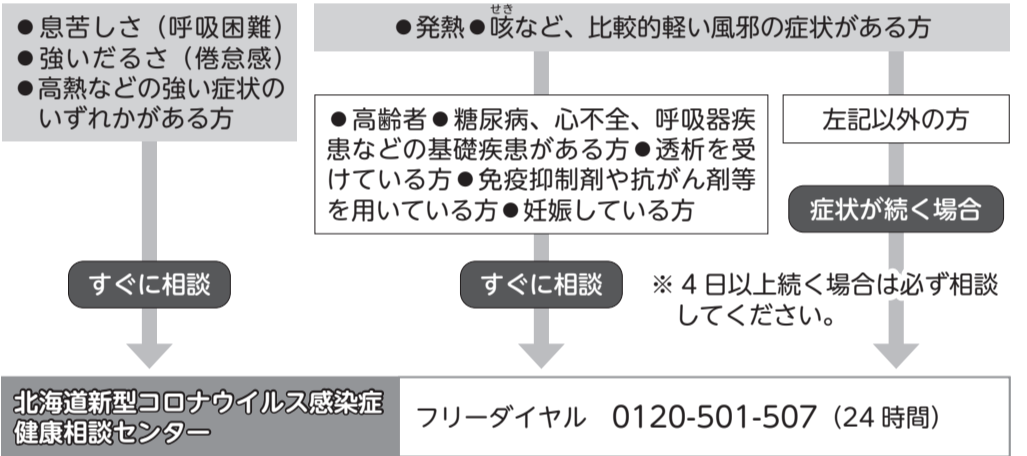 ●息苦しさ（呼吸困難）
●強いだるさ（倦怠感）
●高熱などの強い症状の
いずれかがある方
すぐに相談
せき
●発熱●咳など、比較的軽い風邪の症状がある方
●高齢者●糖尿病、心不全、呼吸器疾
患などの基礎疾患がある方●透析を受
けている方●免疫抑制剤や抗がん剤等
を用いている方●妊娠している方
すぐに相談
左記以外の方
症状が続く場合
※４日以上続く場合は必ず相談
してください。
北海道新型コロナウイルス感染症
健康相談センター
フリーダイヤル　0120-501-507（24時間）